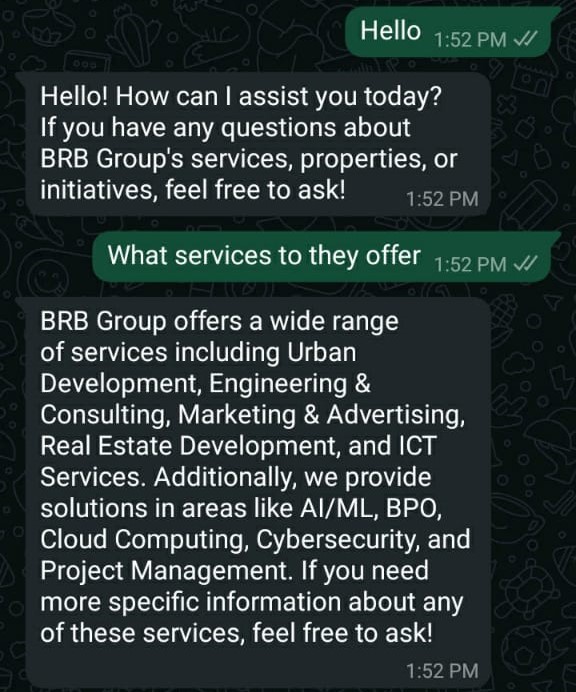 Hello 1:52 PM
Hello! How can I assist you today?
If you have any questions about
BRB Group's services, properties, or
initiatives, feel free to ask! 1:52 PM
What services to they offer 1:52 PM
BRB Group offers a wide range
of services including Urban
Development, Engineering &
Consulting, Marketing & Advertising,
Real Estate Development, and ICT
Services. Additionally, we provide
solutions in areas like AI/ML, BPO,
Cloud Computing, Cybersecurity, and
Project Management. If you need
more specific information about any
of these services, feel free to ask!
1:52 PM